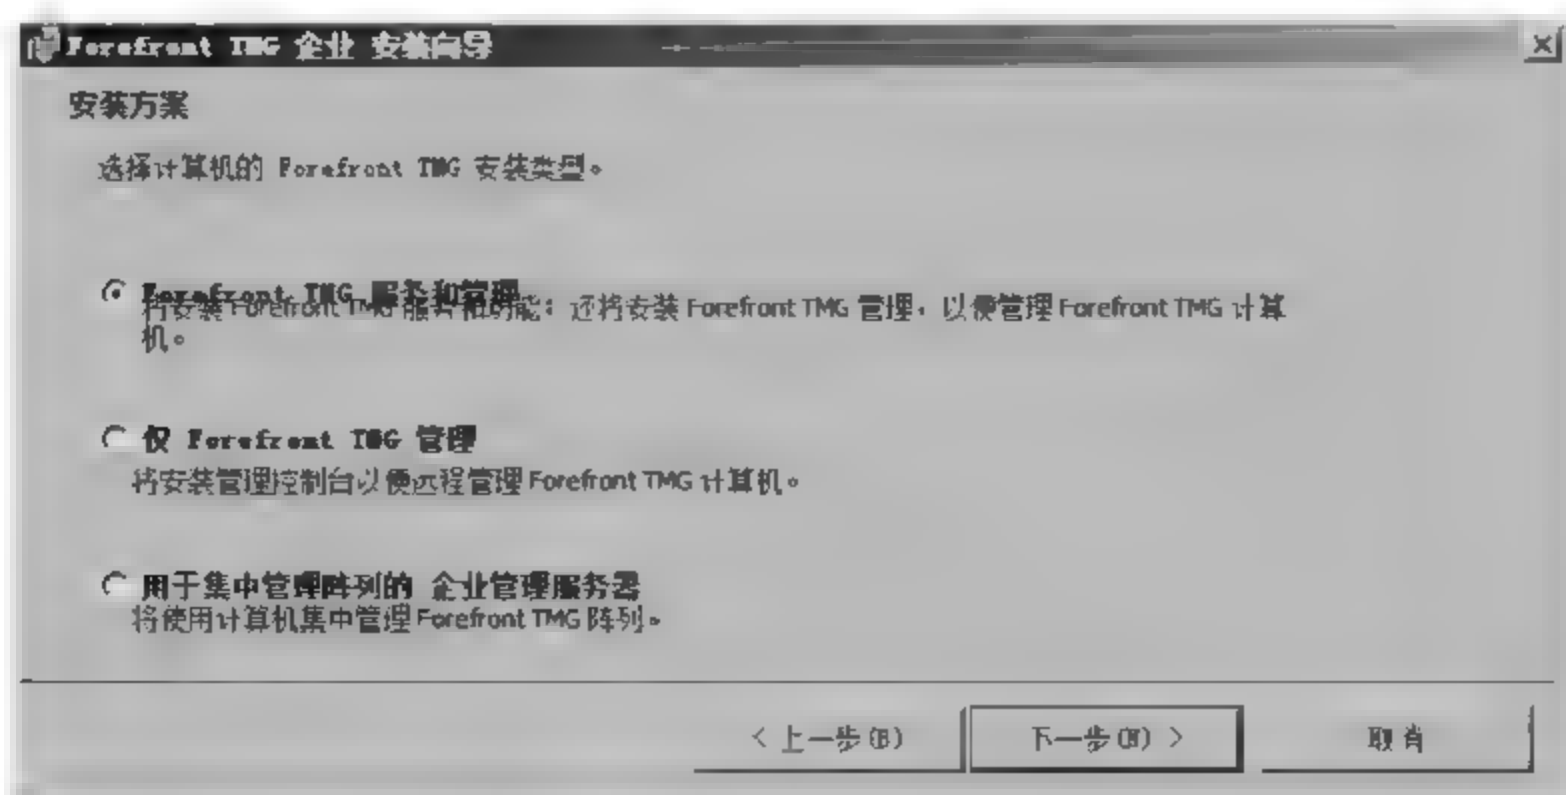 Forefront TMG 企业 安装向导
安装方案
选择计算机的 Forefront TMG 安装类型。
Forefront TMG 服务和管理
将安装 Forefront TMG 服务和功能；还将安装 Forefront TMG 管理，以便管理 Forefront TMG 计算
机。
仅 Forefront TMG 管理
将安装管理控制台以便远程管理 Forefront TMG 计算机。
用于集中管理阵列的 企业管理服务器
将使用计算机集中管理 Forefront TMG 阵列。
< 上一步(B)
下一步(N) >
取消